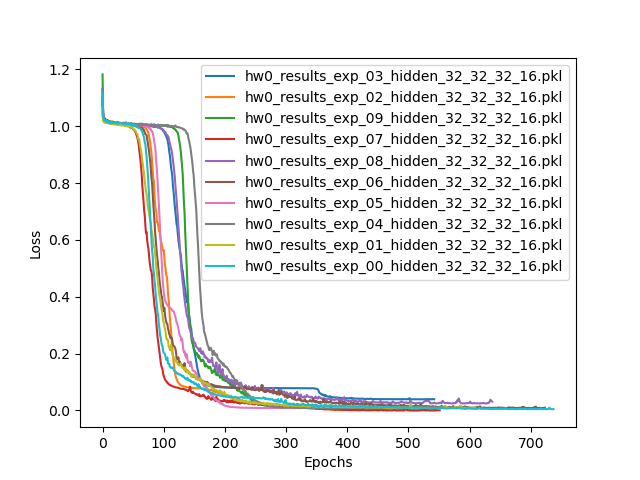 1.2
1.0
0.8
0.6
0.4
0.2
0.0
Loss
hw0_results_exp_03_hidden_32_32_32_16.pkl
hw0_results_exp_02_hidden_32_32_32_16.pkl
hw0_results_exp_09_hidden_32_32_32_16.pkl
hw0_results_exp_07_hidden_32_32_32_16.pkl
hw0_results_exp_08_hidden_32_32_32_16.pkl
hw0_results_exp_06_hidden_32_32_32_16.pkl
hw0_results_exp_05_hidden_32_32_32_16.pkl
hw0_results_exp_04_hidden_32_32_32_16.pkl
hw0_results_exp_01_hidden_32_32_32_16.pkl
hw0_results_exp_00_hidden_32_32_32_16.pkl
0 100 200 300 400 500 600 700
Epochs